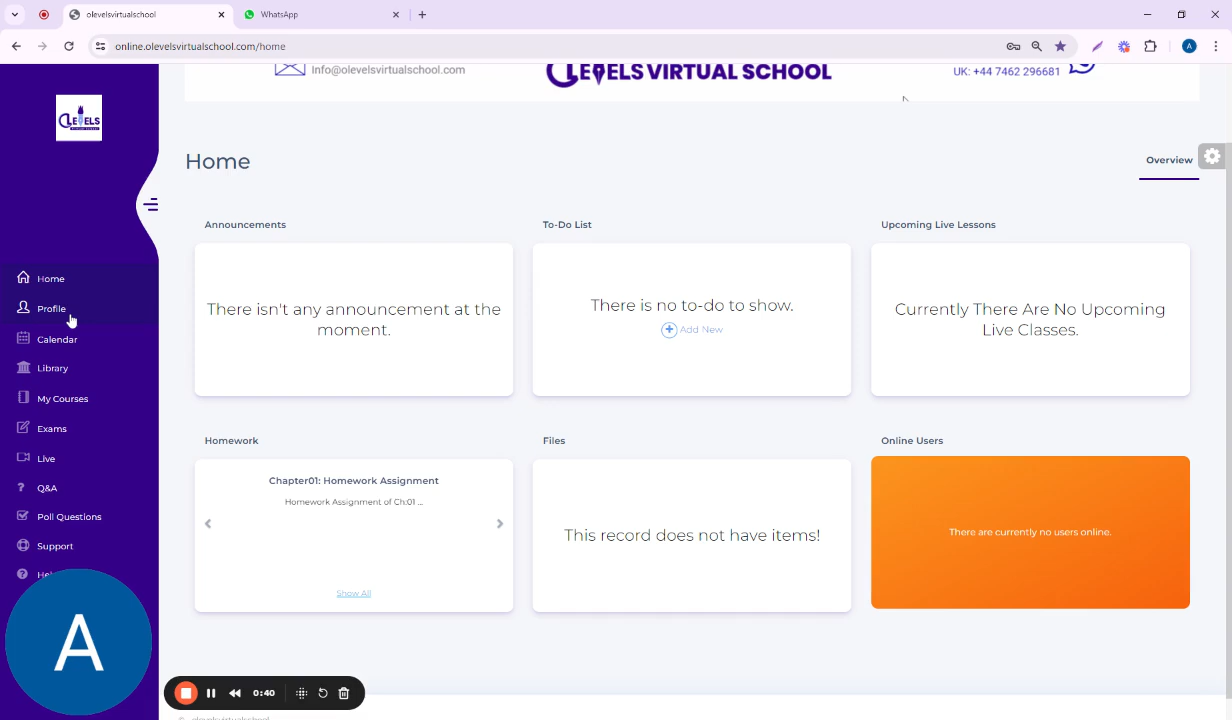 olevelsvirtualschool
WhatsApp
online.olevelsvirtualschool.com/home
A
Info@olevelsvirtualschool.com
OLEVELS VIRTUAL SCHOOL
UK: +44 7462 296681
OLEVELS
Home
Overview
Announcements
To-Do List
Upcoming Live Lessons
There isn't any announcement at the
moment.
There is no to-do to show.
Add New
Currently There Are No Upcoming
Live Classes.
Home
Profile
Calendar
Library
My Courses
Exams
Live
Q&A
Poll Questions
Support
Homework
Files
Online Users
Chapter01: Homework Assignment
Homework Assignment of Ch:01 ...
Show All
This record does not have items!
There are currently no users online.
A
0:40
© olevelsvirtualschool